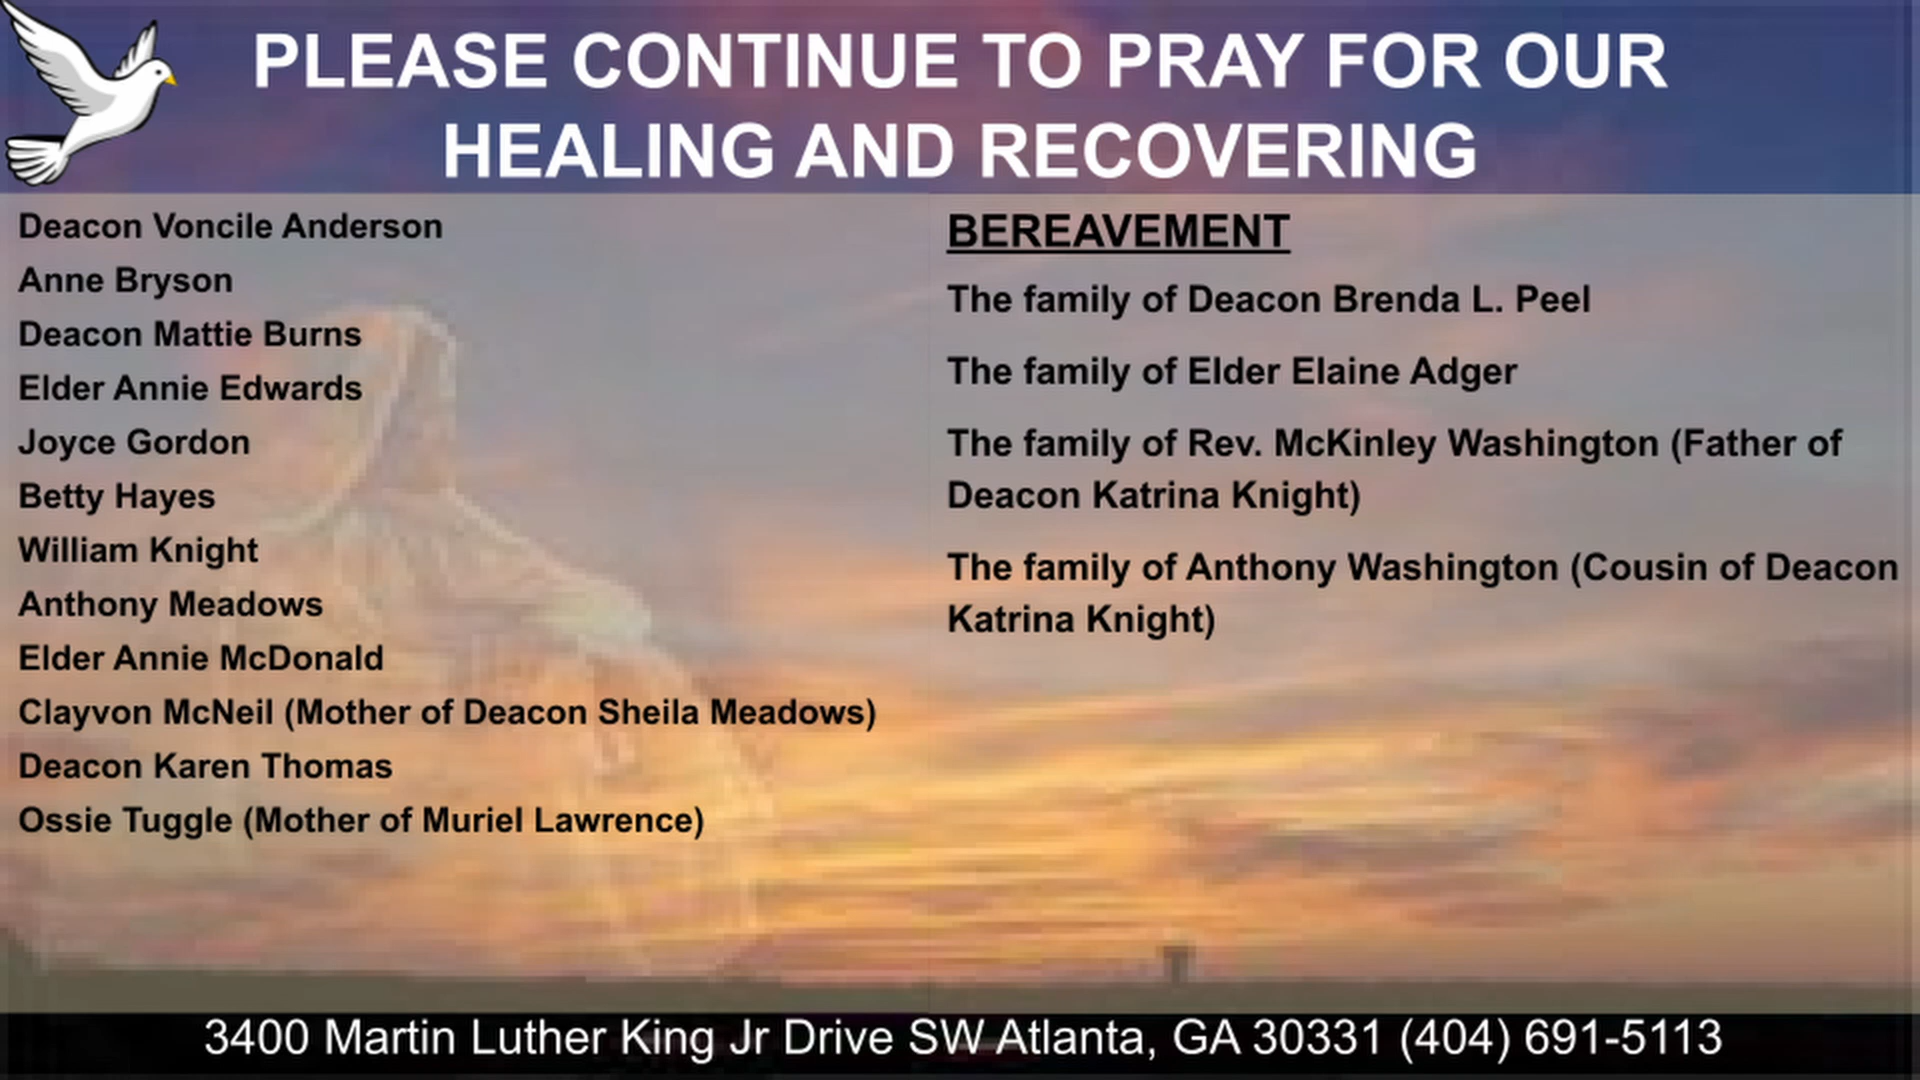 PLEASE CONTINUE TO PRAY FOR OUR
HEALING AND RECOVERING
Deacon Voncile Anderson
Anne Bryson
Deacon Mattie Burns
Elder Annie Edwards
Joyce Gordon
Betty Hayes
William Knight
Anthony Meadows
Elder Annie McDonald
Clayvon McNeil (Mother of Deacon Sheila Meadows)
Deacon Karen Thomas
Ossie Tuggle (Mother of Muriel Lawrence)
BEREAVEMENT
The family of Deacon Brenda L. Peel
The family of Elder Elaine Adger
The family of Rev. McKinley Washington (Father of
Deacon Katrina Knight)
The family of Anthony Washington (Cousin of Deacon
Katrina Knight)
3400 Martin Luther King Jr Drive SW Atlanta, GA 30331 (404) 691-5113